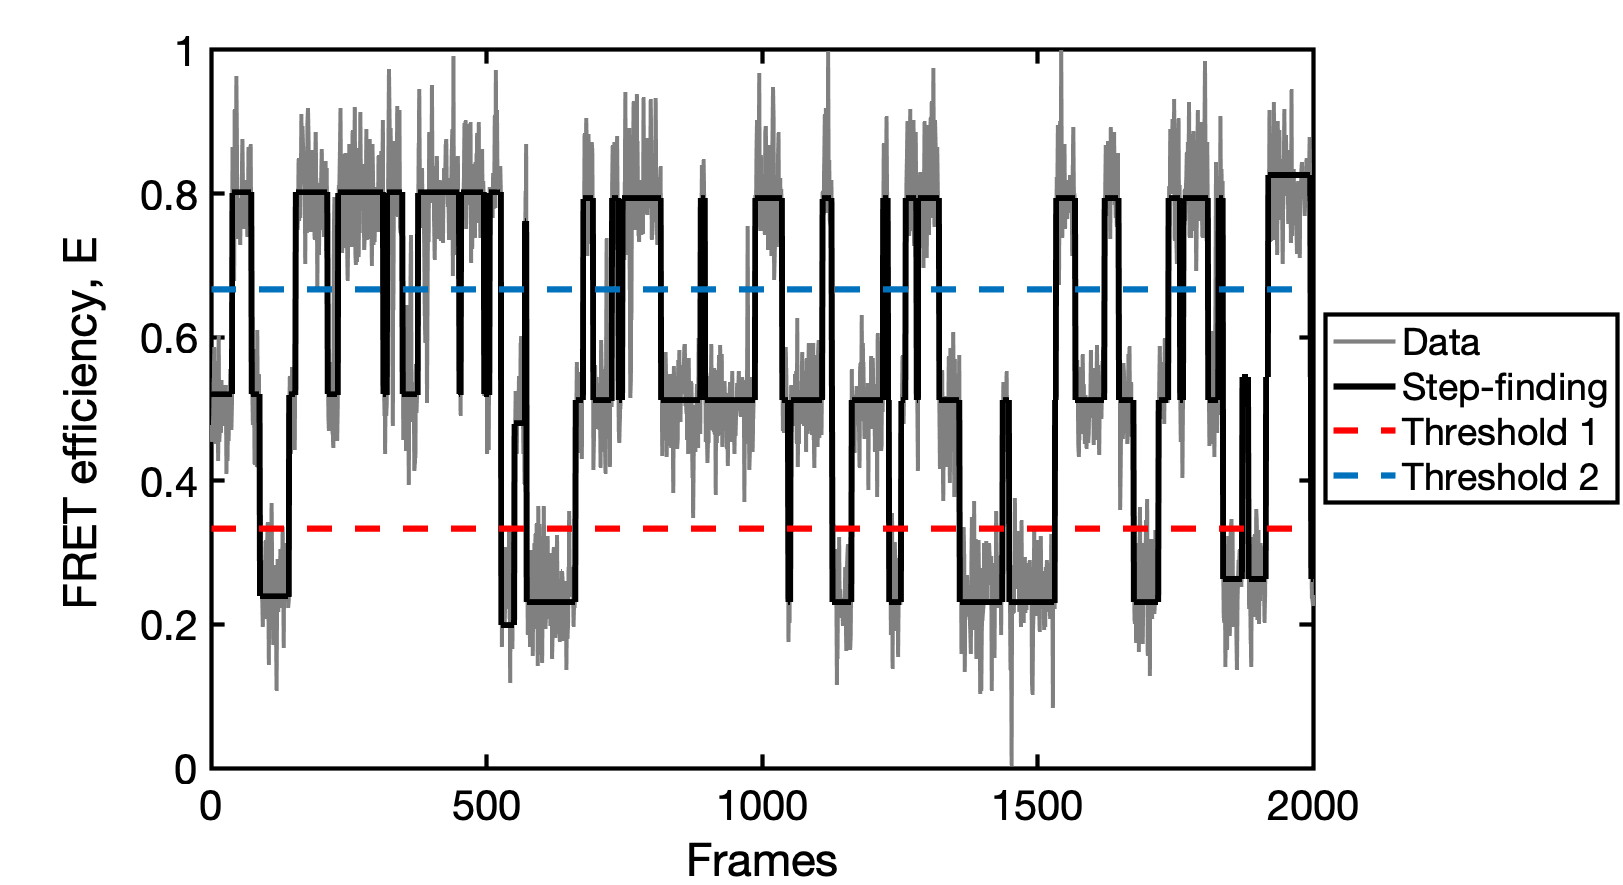 1
0.8
0.6
0.4
0.2
0
FRET efficiency, E
0 500 1000 1500 2000
Frames
Data
Step-finding
Threshold 1
Threshold 2